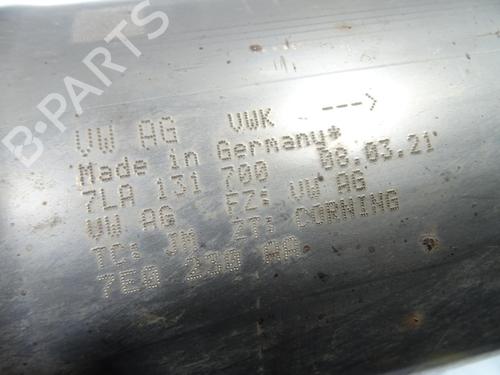 B-PARTS
VW AG VWK --->
Made in Germany*
7LA 131 700 08.03.21
VW AG FZ: VW AG
TC: JM ZT: CORNING
7E0 230 AA